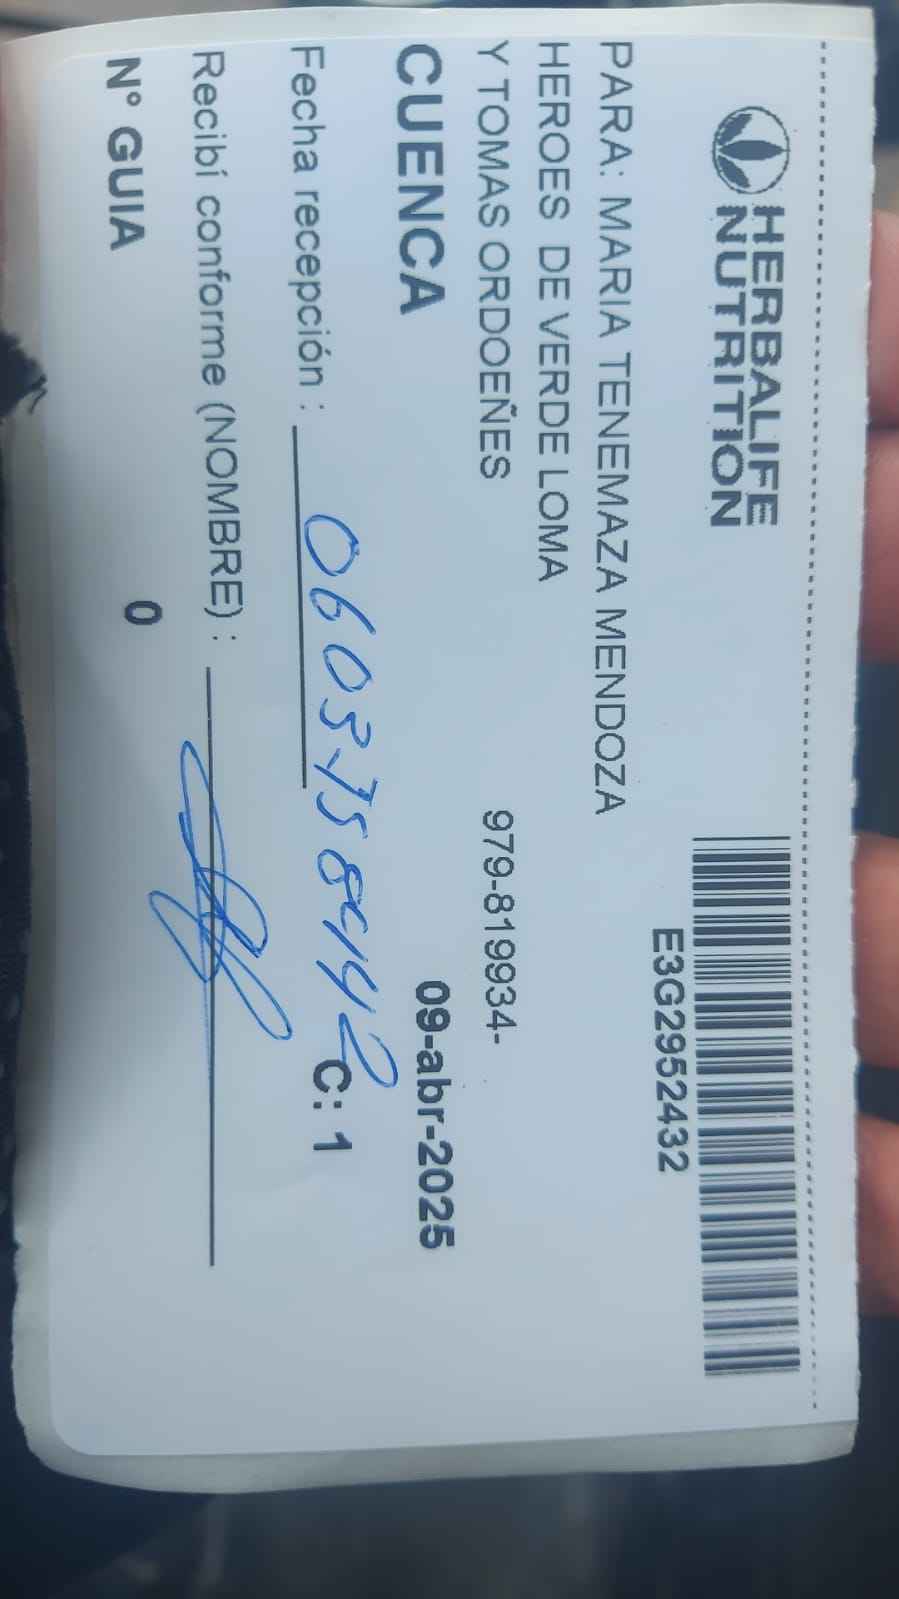 HERBALIFE
NUTRITION
E3G2952432
PARA: MARIA TENEMAZA MENDOZA
HEROES DE VERDE LOMA
Y TOMAS ORDOEÑES 979-819934-
CUENCA 09-abr-2025
Fecha recepción : 0603758442 C: 1
Recibí conforme (NOMBRE) :
N° GUIA 0